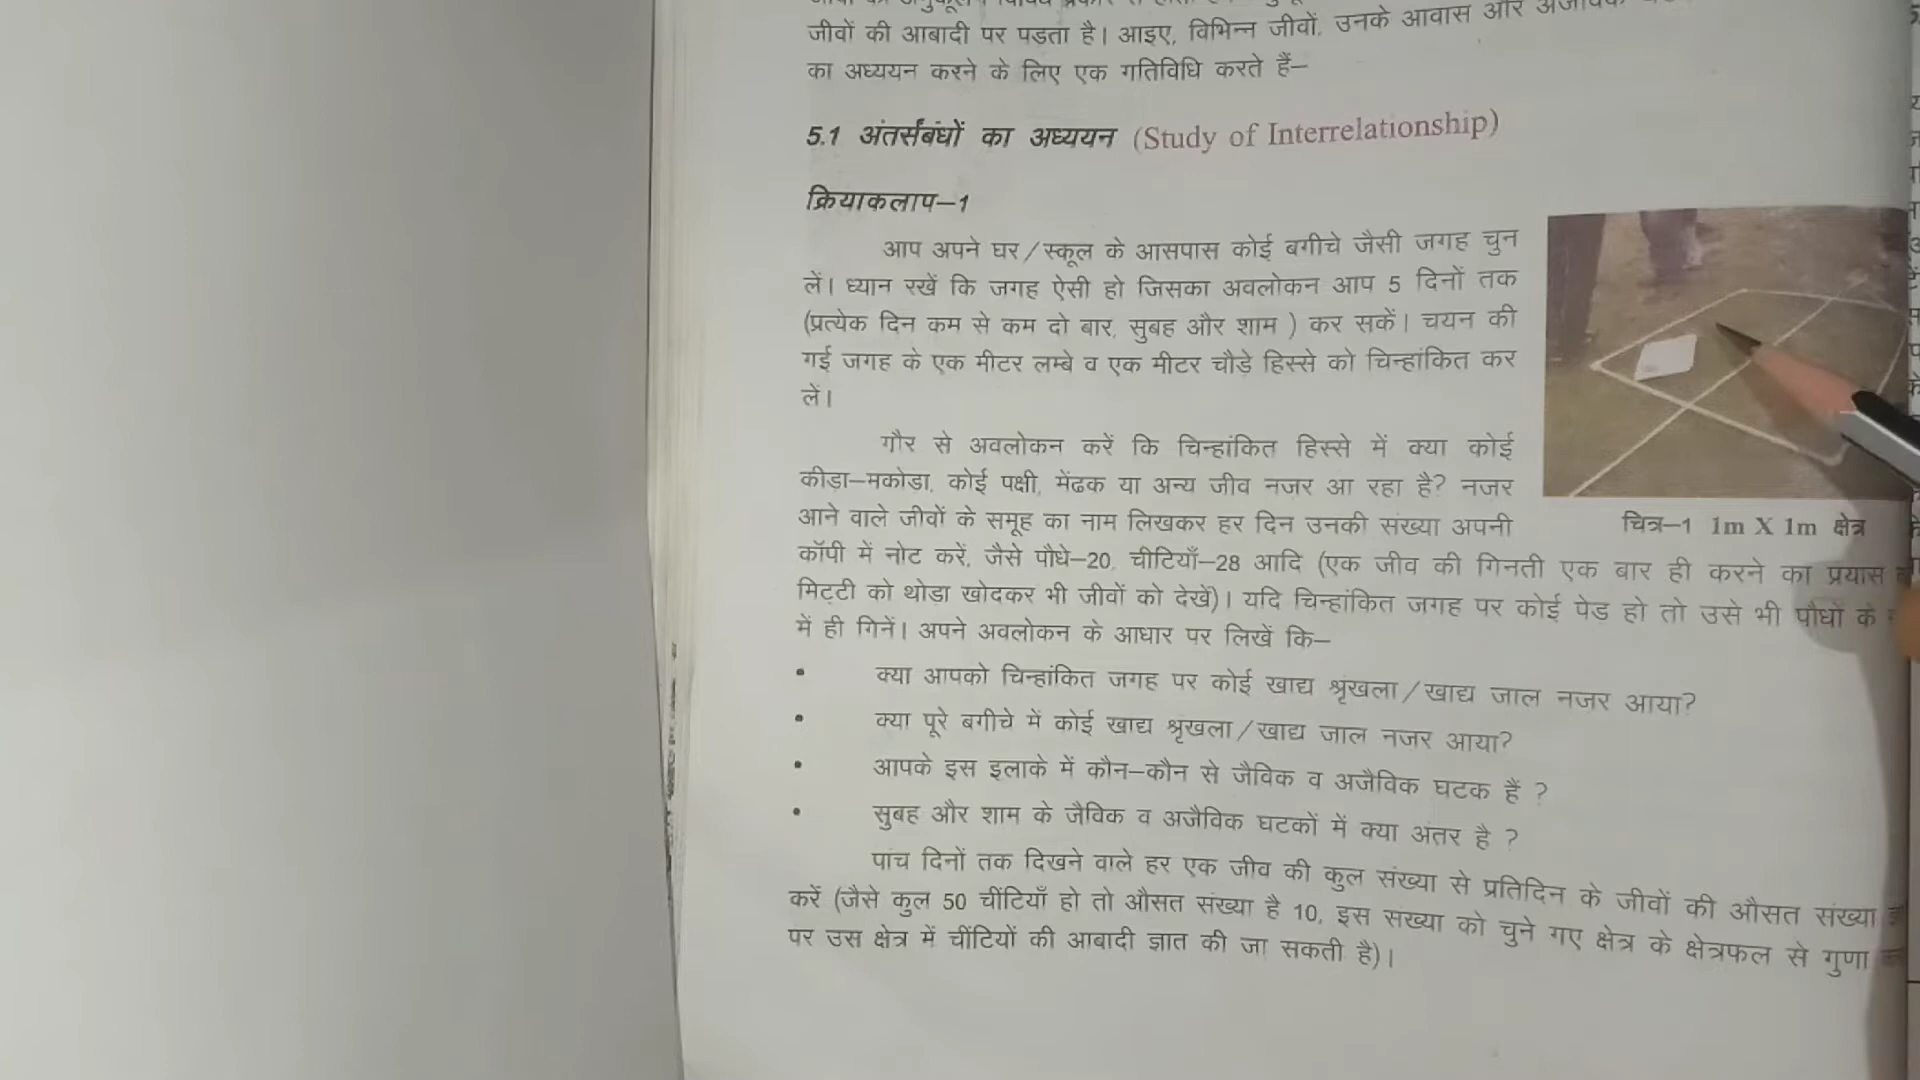 जीवों की आबादी पर पड़ता है। आइए, विभिन्न जीवों, उनके आवास और
का अध्ययन करने के लिए एक गतिविधि करते हैं–
5.1 अंतर्संबंधों का अध्ययन (Study of Interrelationship)
क्रियाकलाप–1
आप अपने घर/स्कूल के आसपास कोई बगीचे जैसी जगह चुन
लें। ध्यान रखें कि जगह ऐसी हो जिसका अवलोकन आप 5 दिनों तक
(प्रत्येक दिन कम से कम दो बार, सुबह और शाम ) कर सकें। चयन की
गई जगह के एक मीटर लम्बे व एक मीटर चौड़े हिस्से को चिन्हांकित कर
लें।
गौर से अवलोकन करें कि चिन्हांकित हिस्से में क्या कोई
कीड़ा–मकोड़ा, कोई पक्षी, मेंढक या अन्य जीव नजर आ रहा है? नजर
आने वाले जीवों के समूह का नाम लिखकर हर दिन उनकी संख्या अपनी
चित्र–1 1m X 1m क्षेत्र
कॉपी में नोट करें, जैसे पौधे–20, चीटियाँ–28 आदि (एक जीव की गिनती एक बार ही करने का प्रयास
मिट्टी को थोडा खोदकर भी जीवों को देखें)। यदि चिन्हांकित जगह पर कोई पेड हो तो उसे भी पौधों के
में ही गिनें। अपने अवलोकन के आधार पर लिखें कि–
• क्या आपको चिन्हांकित जगह पर कोई खाद्य श्रृंखला/खाद्य जाल नजर आया?
• क्या पूरे बगीचे में कोई खाद्य श्रृंखला/खाद्य जाल नजर आया?
• आपके इस इलाके में कौन–कौन से जैविक व अजैविक घटक हैं ?
• सुबह और शाम के जैविक व अजैविक घटकों में क्या अंतर है ?
पांच दिनों तक दिखने वाले हर एक जीव की कुल संख्या से प्रतिदिन के जीवों की औसत संख्या
करें (जैसे कुल 50 चींटियाँ हो तो औसत संख्या है 10, इस संख्या को चुने गए क्षेत्र के क्षेत्रफल से गुणा
पर उस क्षेत्र में चींटियों की आबादी ज्ञात की जा सकती है)।